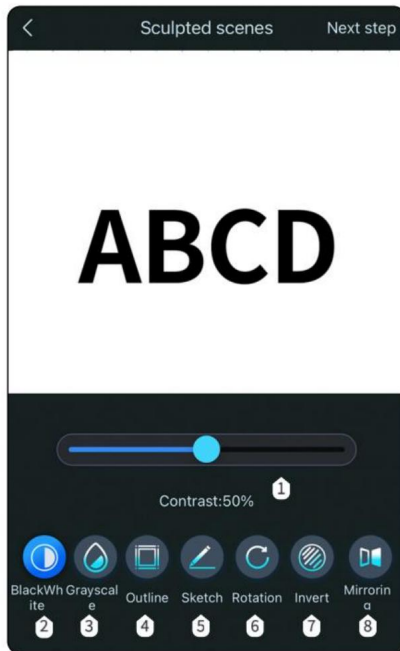 Sculpted scenes Next step
ABCD
Contrast:50% 1
BlackWh Grayscal Outline Sketch Rotation Invert Mirrorin
ite e g
2 3 4 5 6 7 8